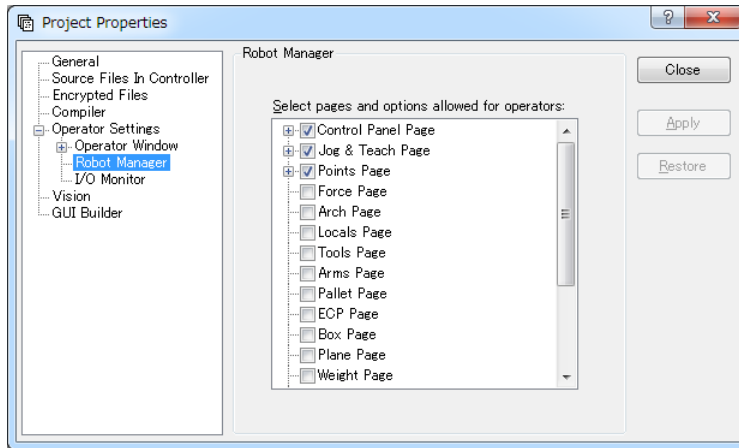 Project Properties
General
Source Files In Controller
Encrypted Files
Compiler
Operator Settings
Operator Window
Robot Manager
I/O Monitor
Vision
GUI Builder
Robot Manager
Select pages and options allowed for operators:
Control Panel Page
Jog & Teach Page
Points Page
Force Page
Arch Page
Locals Page
Tools Page
Arms Page
Pallet Page
ECP Page
Box Page
Plane Page
Weight Page
Close
Apply
Restore